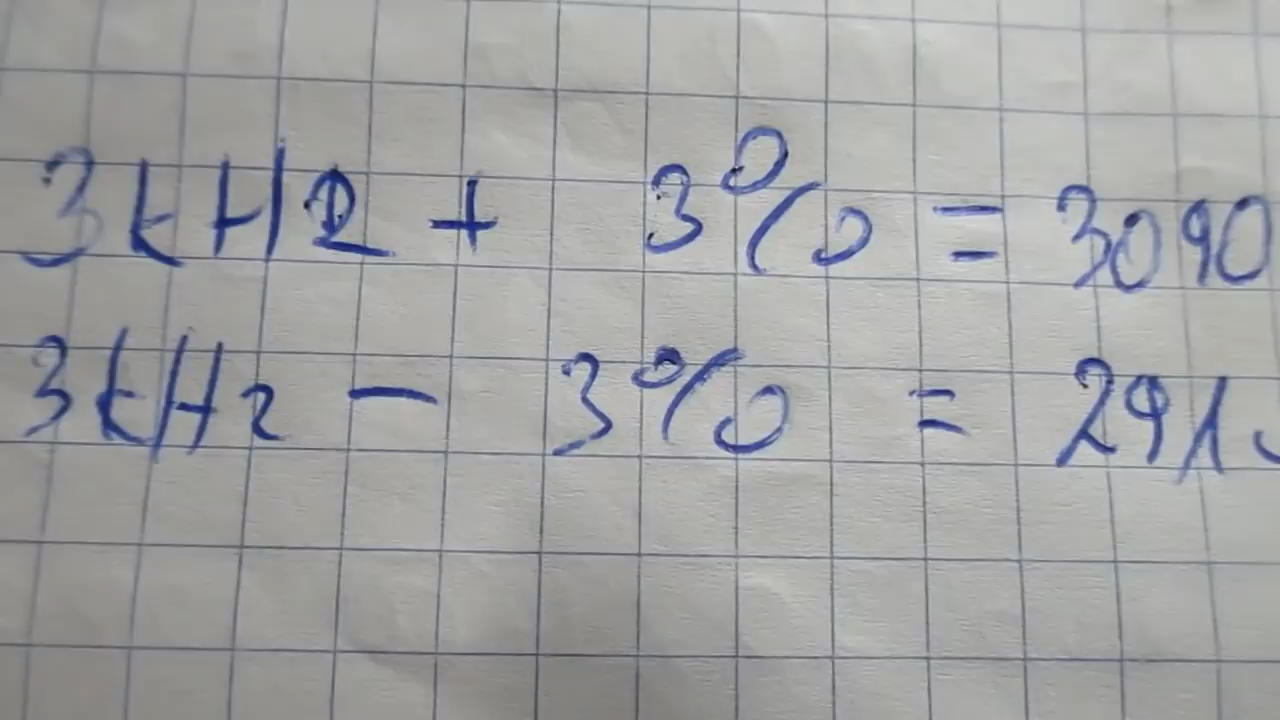 3kHz + 3% = 3090
3kHz - 3% = 291